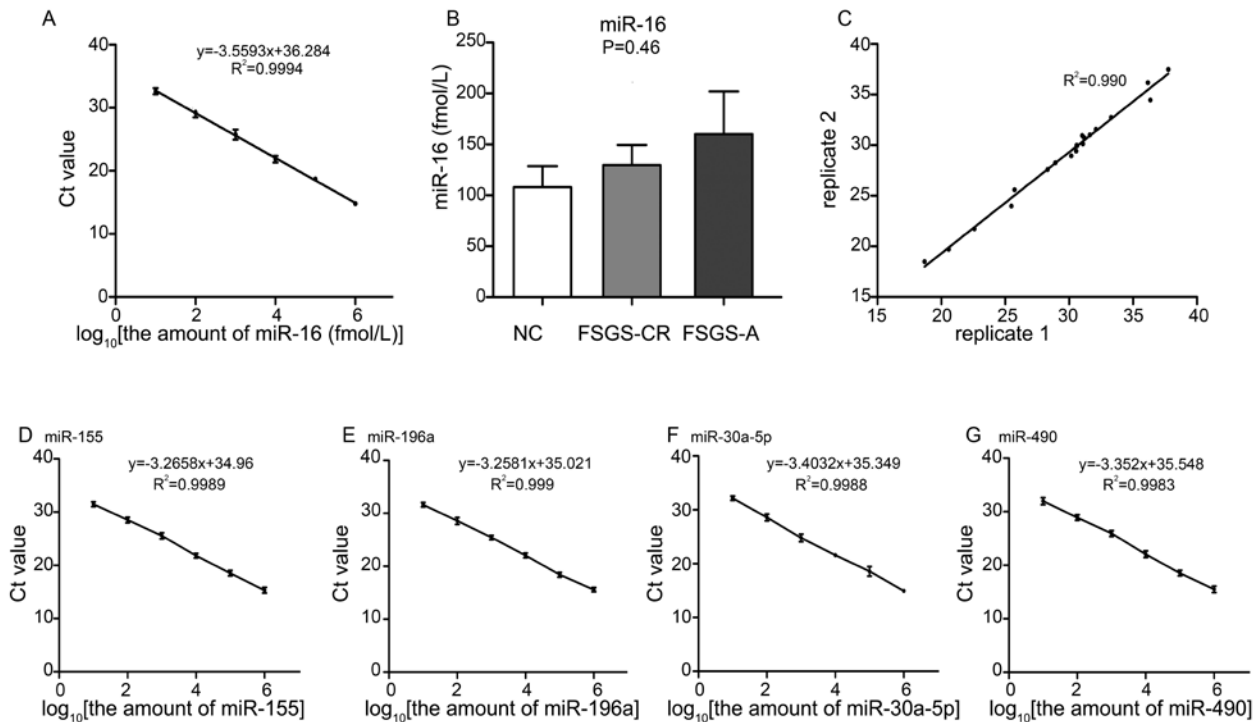 A
y=-3.5593x+36.284
R²=0.9994
40
30
20
10
0
Ct value
0 2 4 6
log₁₀[the amount of miR-16 (fmol/L)]
B
miR-16
P=0.46
250
200
150
100
50
0
miR-16 (fmol/L)
NC FSGS-CR FSGS-A
C
R²=0.990
40
35
30
25
20
15
replicate 2
15 20 25 30 35 40
replicate 1
D miR-155
y=-3.2658x+34.96
R²=0.9989
40
30
20
10
0
Ct value
0 2 4 6
log₁₀[the amount of miR-155]
E miR-196a
y=-3.2581x+35.021
R²=0.999
40
30
20
10
0
Ct value
0 2 4 6
log₁₀[the amount of miR-196a]
F miR-30a-5p
y=-3.4032x+35.349
R²=0.9988
40
30
20
10
0
Ct value
0 2 4 6
log₁₀[the amount of miR-30a-5p]
G miR-490
y=-3.352x+35.548
R²=0.9983
40
30
20
10
0
Ct value
0 2 4 6
log₁₀[the amount of miR-490]